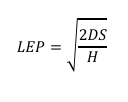 LEP = √(2DS/H)